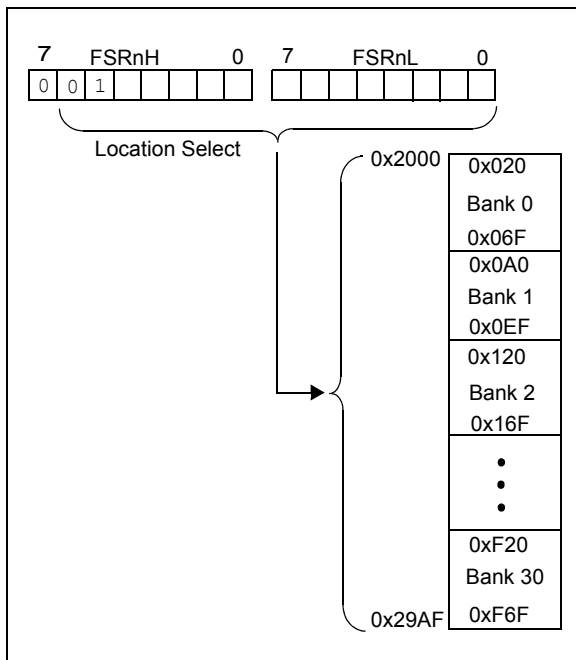 7 FSRnH 0 7 FSRnL 0
0 0 1
Location Select
0x2000
0x020
Bank 0
0x06F
0x0A0
Bank 1
0x0EF
0x120
Bank 2
0x16F
0xF20
Bank 30
0x29AF
0xF6F